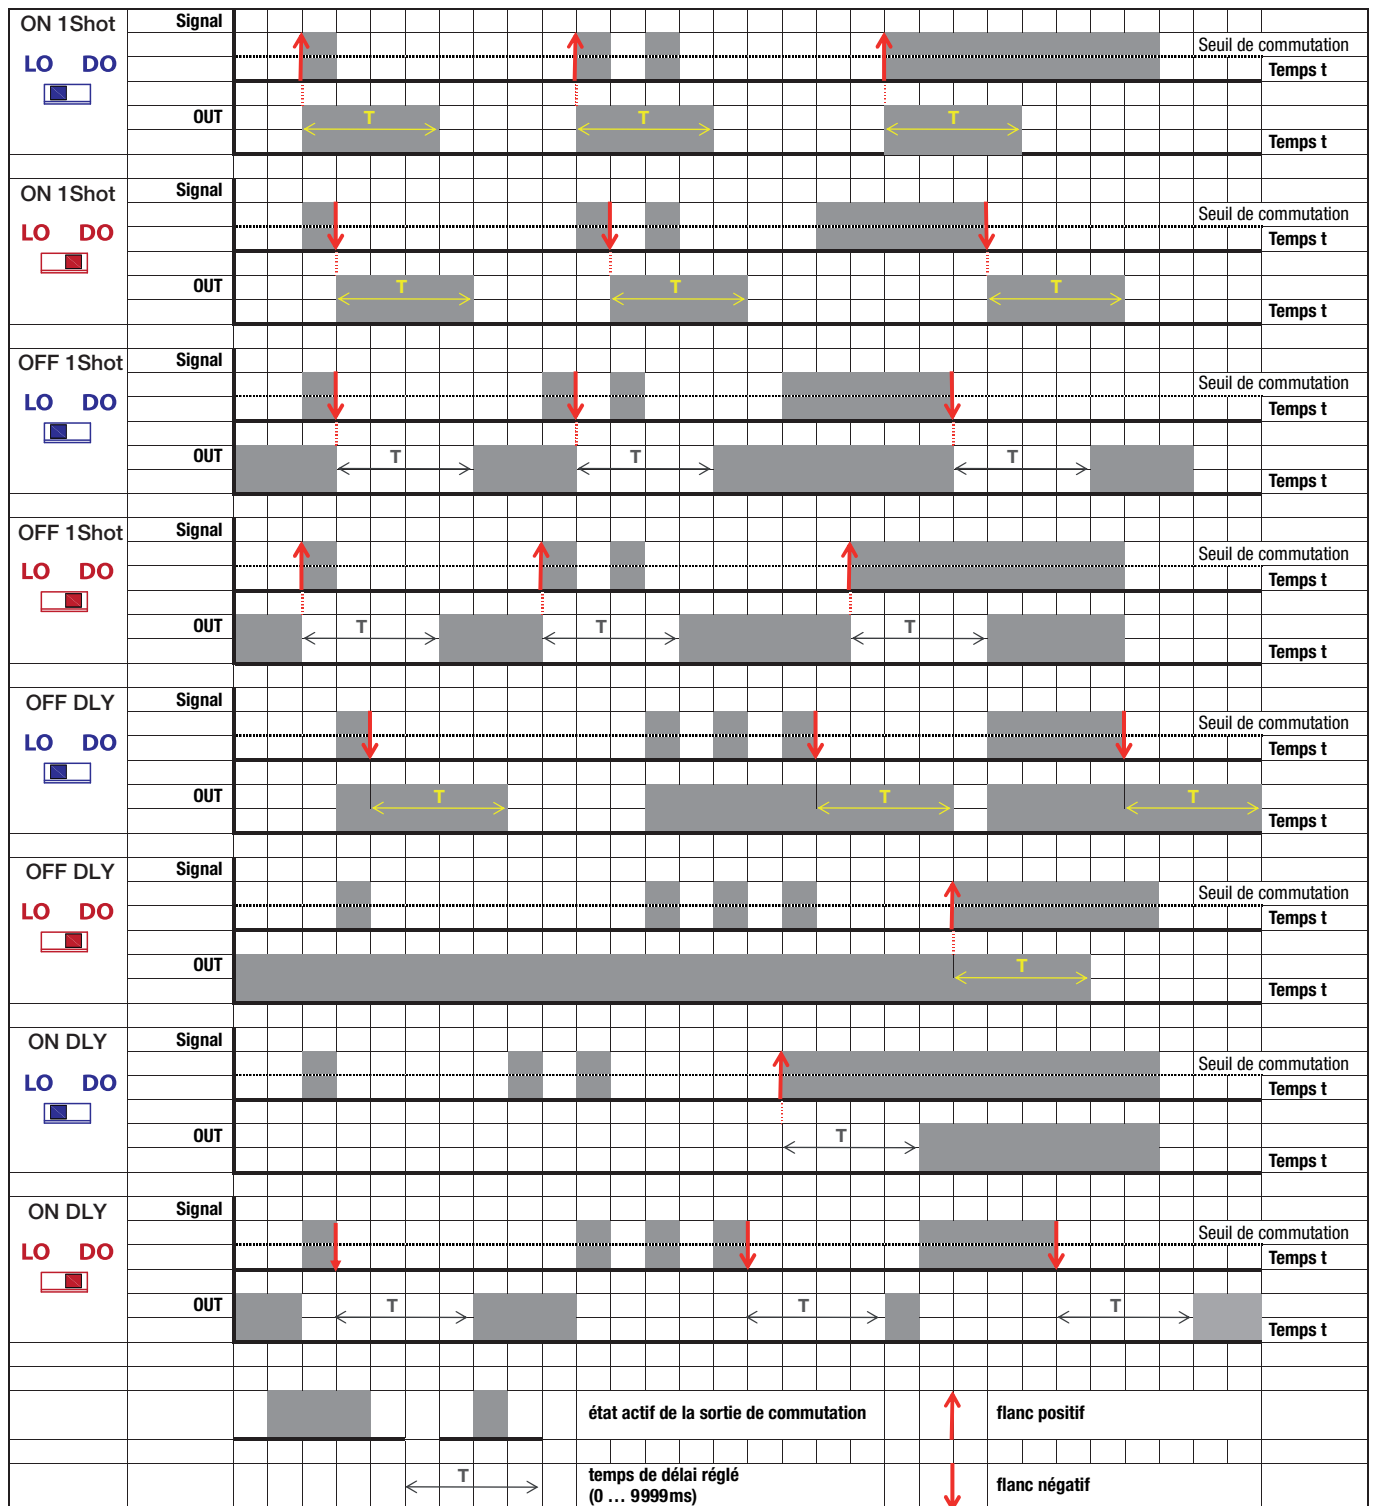 ON 1Shot Signal
Seuil de commutation
LO DO Temps t
OUT T T T
Temps t
ON 1Shot Signal
Seuil de commutation
LO DO Temps t
OUT T T T
Temps t
OFF 1Shot Signal
Seuil de commutation
LO DO Temps t
OUT T T T
Temps t
OFF 1Shot Signal
Seuil de commutation
LO DO Temps t
OUT T T T
Temps t
OFF DLY Signal
Seuil de commutation
LO DO Temps t
OUT T T T
Temps t
OFF DLY Signal
Seuil de commutation
LO DO Temps t
OUT T
Temps t
ON DLY Signal
Seuil de commutation
LO DO Temps t
OUT T
Temps t
ON DLY Signal
Seuil de commutation
LO DO Temps t
OUT T T T
Temps t
état actif de la sortie de commutation flanc positif
T temps de délai réglé flanc négatif
(0 … 9999ms)